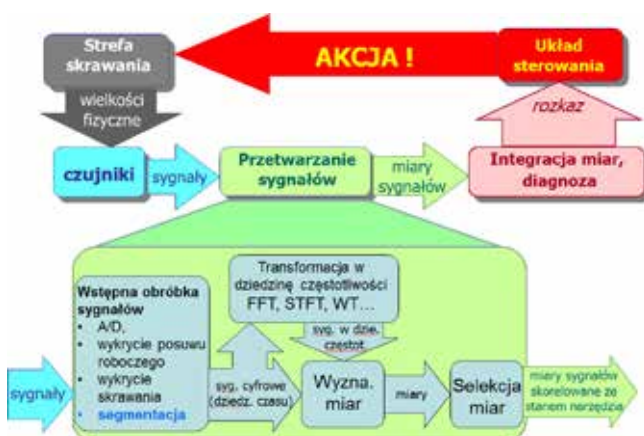 Strefa
skrawania
AKCJA !
Układ
sterowania
wielkości
fizyczne
rozkaz
czujniki
sygnały
Przetwarzanie
sygnałów
miary
sygnałów
Integracja miar,
diagnoza
Wstępna obróbka
sygnałów
• A/D,
• wykrycie posuwu
roboczego
• wykrycie
skrawania
• segmentacja
Transformacja w
dziedzinę częstotliwości
FFT, STFT, WT...
syg. w dzie.
częstot
sygnały
syg. cyfrowe
(dziedz. czasu)
Wyzna.
miar
miary
Selekcja
miar
miary sygnałów
skorelowane ze
stanem narzędzia